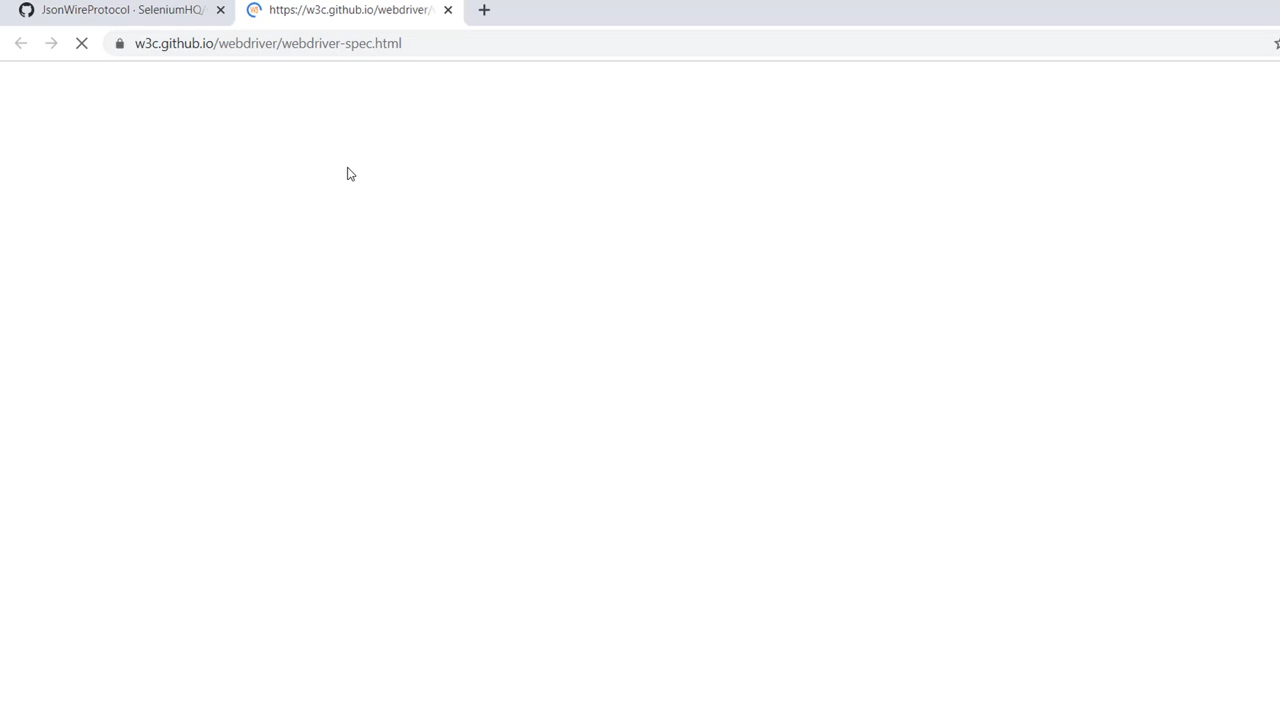 JsonWireProtocol · SeleniumHQ/
https://w3c.github.io/webdriver/
w3c.github.io/webdriver/webdriver-spec.html